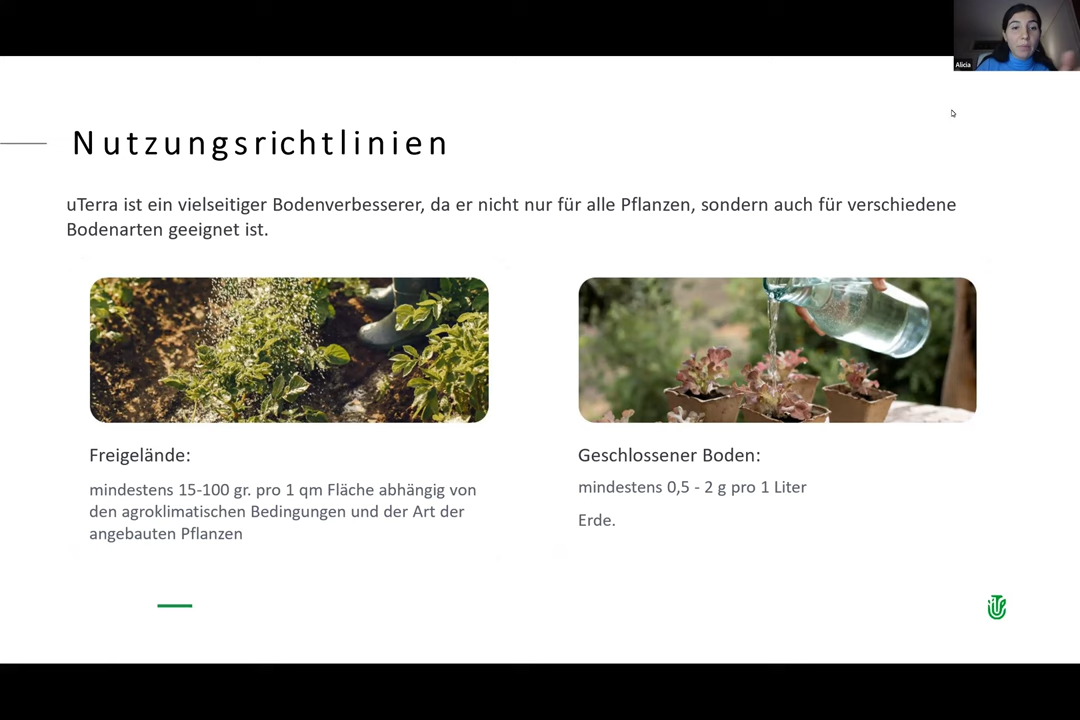 Alicia
Nutzungsrichtlinien
uTerra ist ein vielseitiger Bodenverbesserer, da er nicht nur für alle Pflanzen, sondern auch für verschiedene
Bodenarten geeignet ist.
Freigelände:
mindestens 15-100 gr. pro 1 qm Fläche abhängig von
den agroklimatischen Bedingungen und der Art der
angebauten Pflanzen
Geschlossener Boden:
mindestens 0,5 - 2 g pro 1 Liter
Erde.